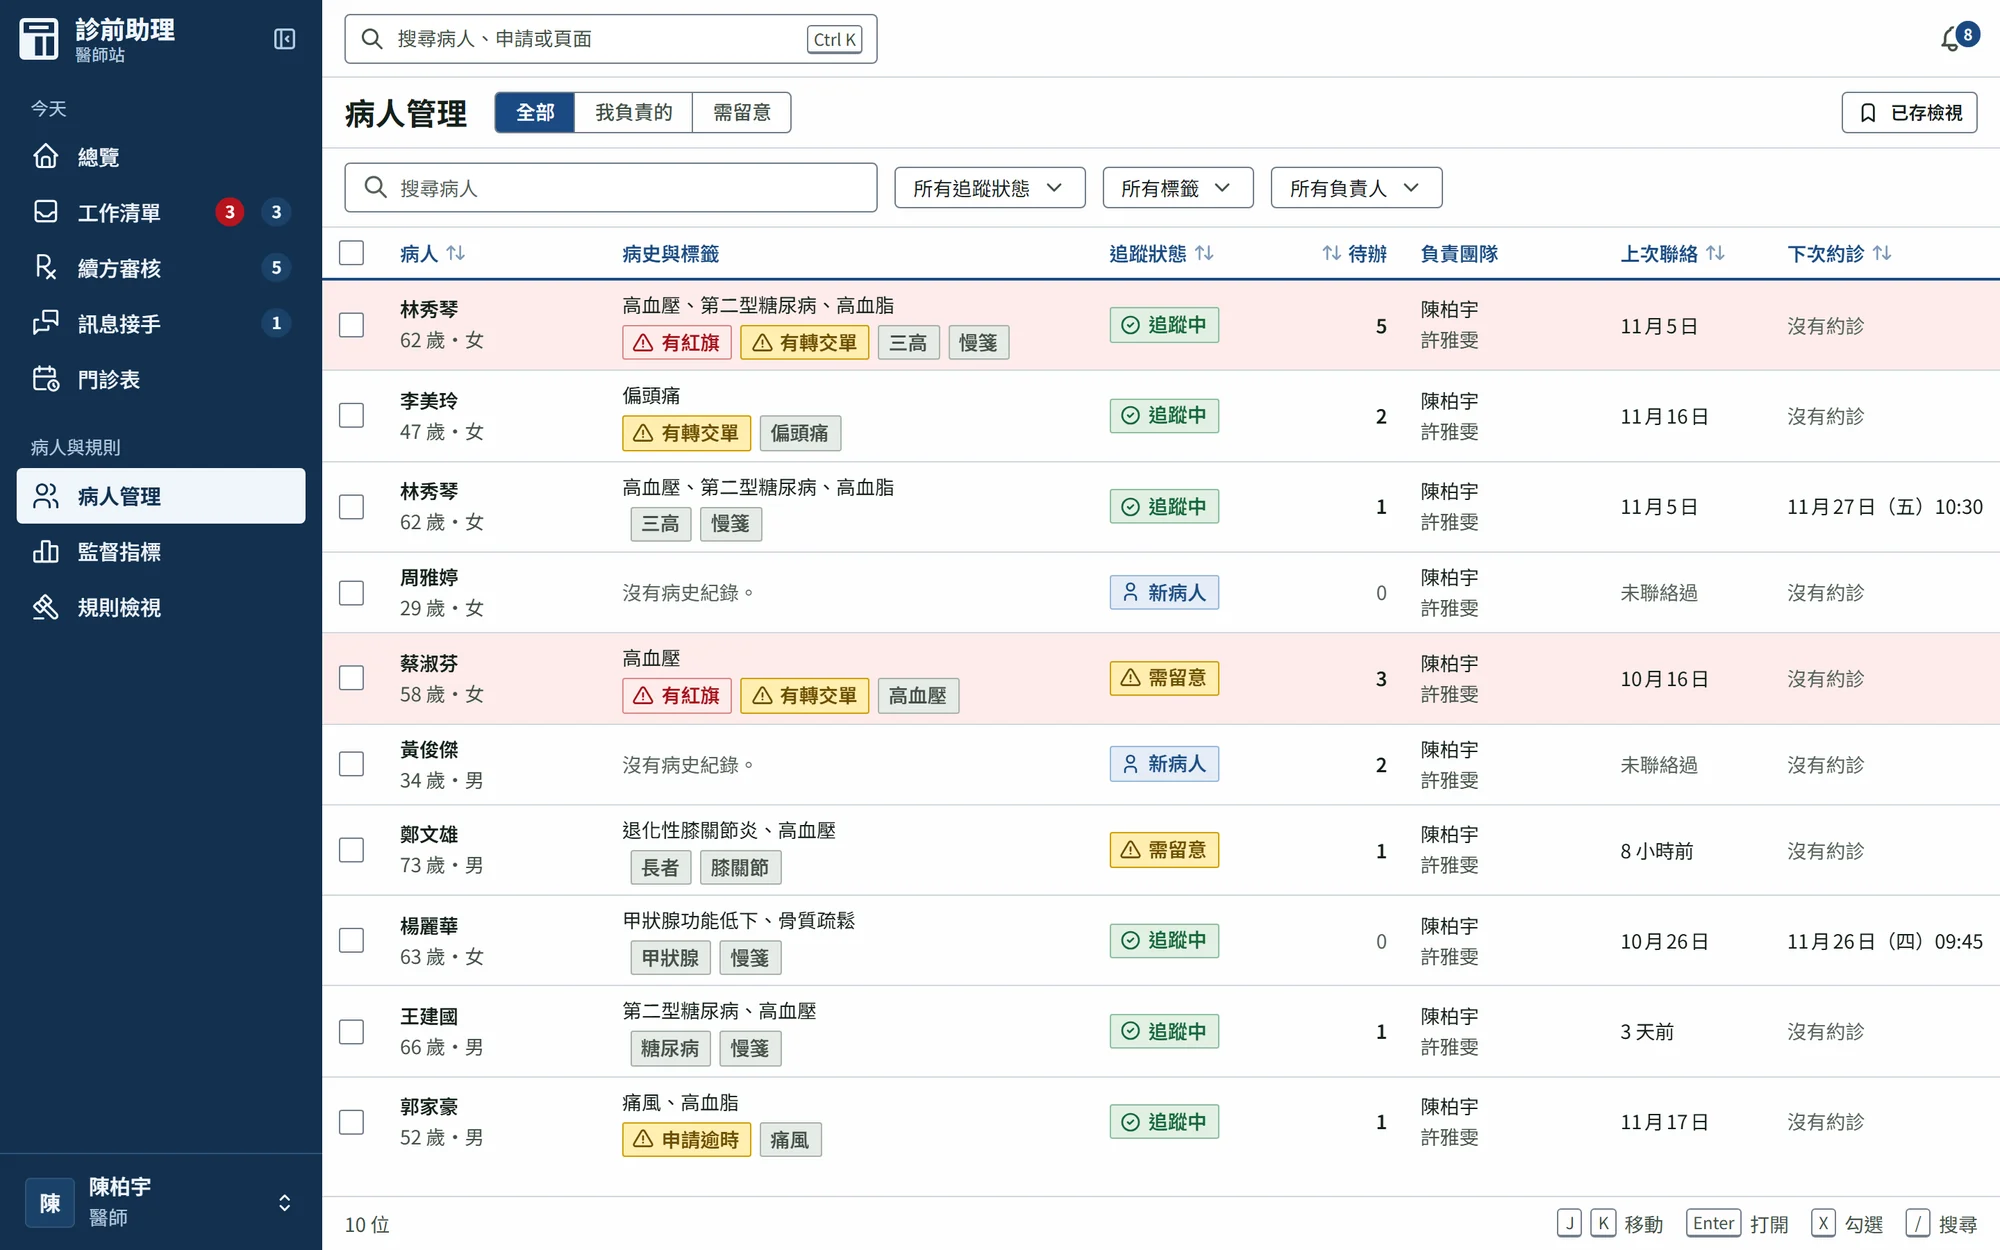 診前助理
醫師站
今天
總覽
工作清單 3 3
續方審核 5
訊息接手 1
門診表
病人與規則
病人管理
監督指標
規則檢視
陳 陳柏宇
醫師
搜尋病人、申請或頁面 Ctrl K
8
病人管理 全部 我負責的 需留意 已存檢視
搜尋病人 所有追蹤狀態 所有標籤 所有負責人
病人 病史與標籤 追蹤狀態 待辦 負責團隊 上次聯絡 下次約診
林秀琴 高血壓、第二型糖尿病、高血脂 追蹤中 5 陳柏宇 11月5日 沒有約診
62 歲・女 有紅旗 有轉交單 三高 慢箋 許雅雯
李美玲 偏頭痛 追蹤中 2 陳柏宇 11月16日 沒有約診
47 歲・女 有轉交單 偏頭痛 許雅雯
林秀琴 高血壓、第二型糖尿病、高血脂 追蹤中 1 陳柏宇 11月5日 11月27日（五）10:30
62 歲・女 三高 慢箋 許雅雯
周雅婷 沒有病史紀錄。 新病人 0 陳柏宇 未聯絡過 沒有約診
29 歲・女 許雅雯
蔡淑芬 高血壓 需留意 3 陳柏宇 10月16日 沒有約診
58 歲・女 有紅旗 有轉交單 高血壓 許雅雯
黃俊傑 沒有病史紀錄。 新病人 2 陳柏宇 未聯絡過 沒有約診
34 歲・男 許雅雯
鄭文雄 退化性膝關節炎、高血壓 需留意 1 陳柏宇 8 小時前 沒有約診
73 歲・男 長者 膝關節 許雅雯
楊麗華 甲狀腺功能低下、骨質疏鬆 追蹤中 0 陳柏宇 10月26日 11月26日（四）09:45
63 歲・女 甲狀腺 慢箋 許雅雯
王建國 第二型糖尿病、高血壓 追蹤中 1 陳柏宇 3 天前 沒有約診
66 歲・男 糖尿病 慢箋 許雅雯
郭家豪 痛風、高血脂 追蹤中 1 陳柏宇 11月17日 沒有約診
52 歲・男 申請逾時 痛風 許雅雯
10 位 J K 移動 Enter 打開 X 勾選 / 搜尋